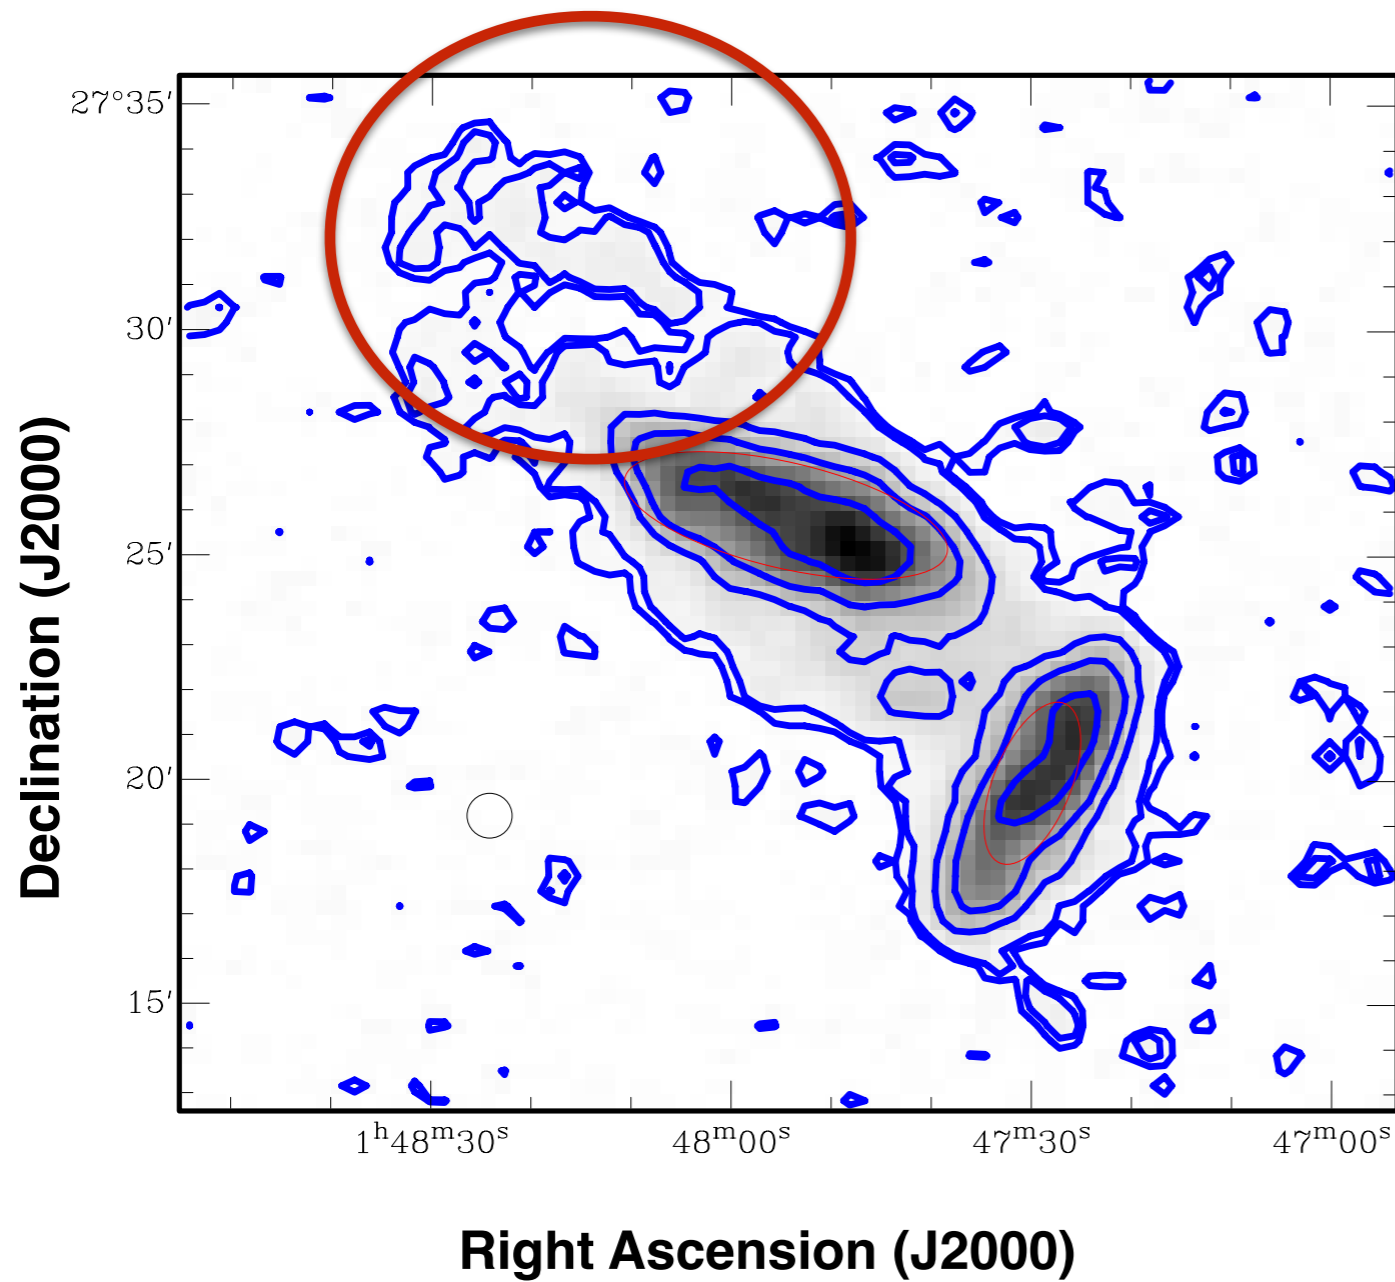 27°35′
30′
25′
20′
15′
Declination (J2000)
1ʰ48ᵐ30ˢ 48ᵐ00ˢ 47ᵐ30ˢ 47ᵐ00ˢ
Right Ascension (J2000)